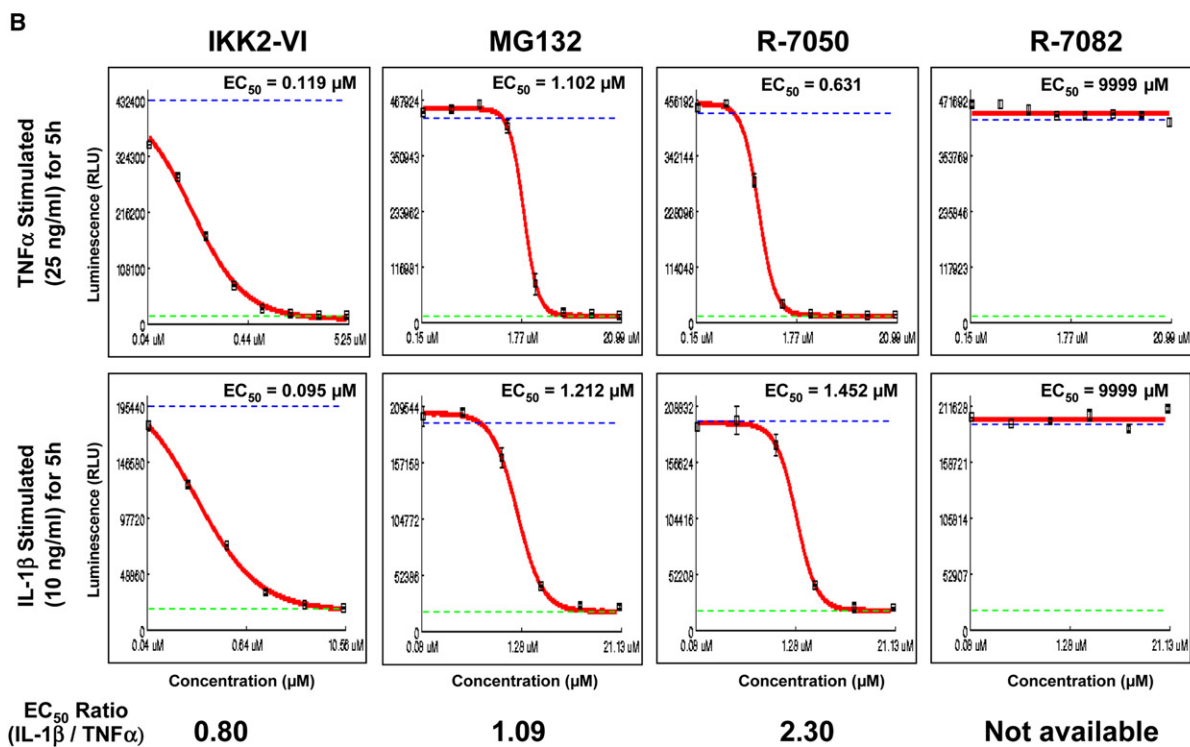 B
IKK2-VI MG132 R-7050 R-7082
TNFα Stimulated
(25 ng/ml) for 5h
Luminescence (RLU)
EC50 = 0.119 µM
432400
324300
216200
108100
0
0.04 uM 0.44 uM 5.25 uM
EC50 = 1.102 µM
467924
350943
233962
116981
0
0.15 uM 1.77 uM 20.99 uM
EC50 = 0.631
456192
342144
228096
114048
0
0.15 uM 1.77 uM 20.99 uM
EC50 = 9999 µM
471692
353769
235846
117923
0
0.15 uM 1.77 uM 20.99 uM
IL-1β Stimulated
(10 ng/ml) for 5h
Luminescence (RLU)
EC50 = 0.095 µM
195440
146580
97720
48860
0
0.04 uM 0.64 uM 10.56 uM
EC50 = 1.212 µM
209544
157158
104772
52386
0
0.08 uM 1.28 uM 21.13 uM
EC50 = 1.452 µM
208832
156624
104416
52208
0
0.08 uM 1.28 uM 21.13 uM
EC50 = 9999 µM
211628
158721
105814
52907
0
0.08 uM 1.28 uM 21.13 uM
Concentration (µM) Concentration (µM) Concentration (µM) Concentration (µM)
EC50 Ratio
(IL-1β / TNFα) 0.80 1.09 2.30 Not available